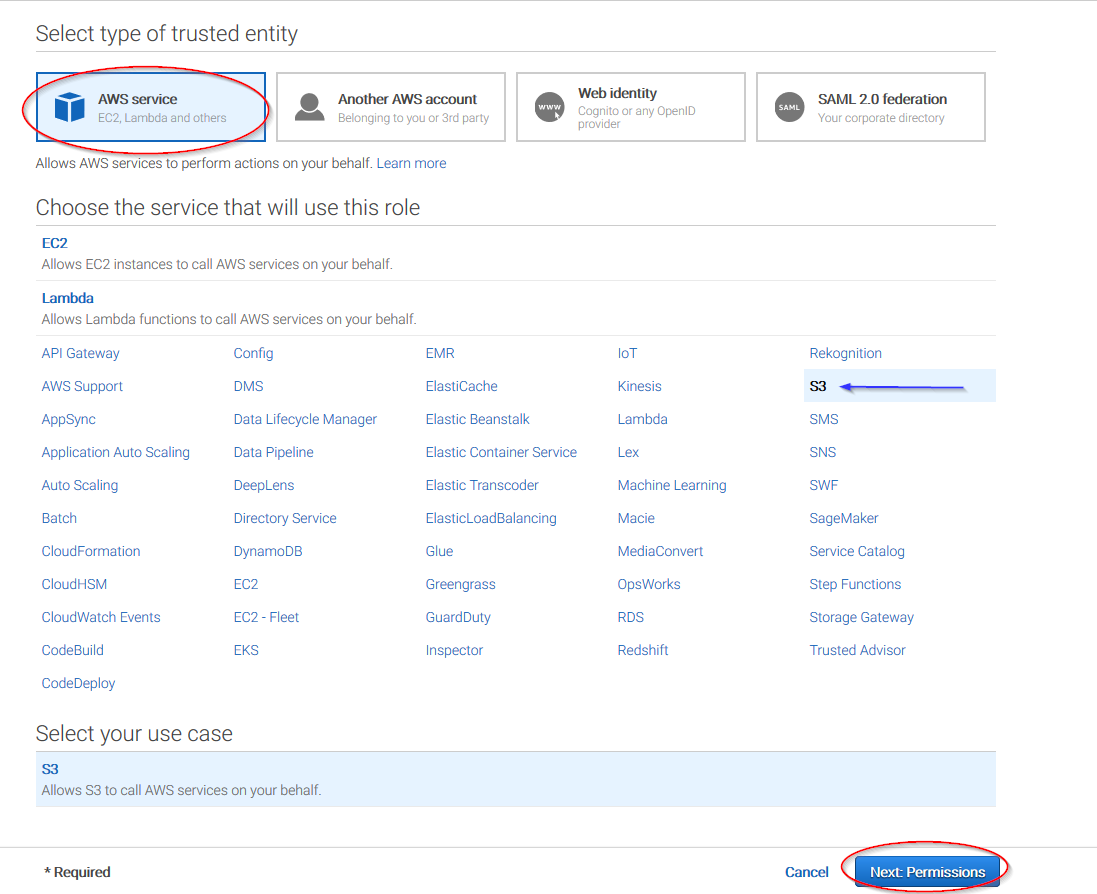 Select type of trusted entity
AWS service
EC2, Lambda and others
Another AWS account
Belonging to you or 3rd party
www
Web identity
Cognito or any OpenID
provider
SAML
SAML 2.0 federation
Your corporate directory
Allows AWS services to perform actions on your behalf. Learn more
Choose the service that will use this role
EC2
Allows EC2 instances to call AWS services on your behalf.
Lambda
Allows Lambda functions to call AWS services on your behalf.
API Gateway Config EMR IoT Rekognition
AWS Support DMS ElastiCache Kinesis S3
AppSync Data Lifecycle Manager Elastic Beanstalk Lambda SMS
Application Auto Scaling Data Pipeline Elastic Container Service Lex SNS
Auto Scaling DeepLens Elastic Transcoder Machine Learning SWF
Batch Directory Service ElasticLoadBalancing Macie SageMaker
CloudFormation DynamoDB Glue MediaConvert Service Catalog
CloudHSM EC2 Greengrass OpsWorks Step Functions
CloudWatch Events EC2 - Fleet GuardDuty RDS Storage Gateway
CodeBuild EKS Inspector Redshift Trusted Advisor
CodeDeploy
Select your use case
S3
Allows S3 to call AWS services on your behalf.
* Required Cancel Next: Permissions